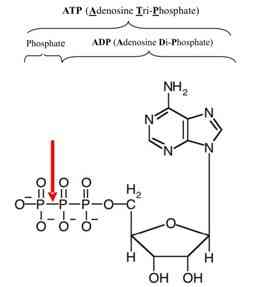 ATP (Adenosine Tri-Phosphate)
Phosphate ADP (Adenosine Di-Phosphate)
NH2
N N
N N
O O O H2
O P P P O C
O O O O
H H
OH OH